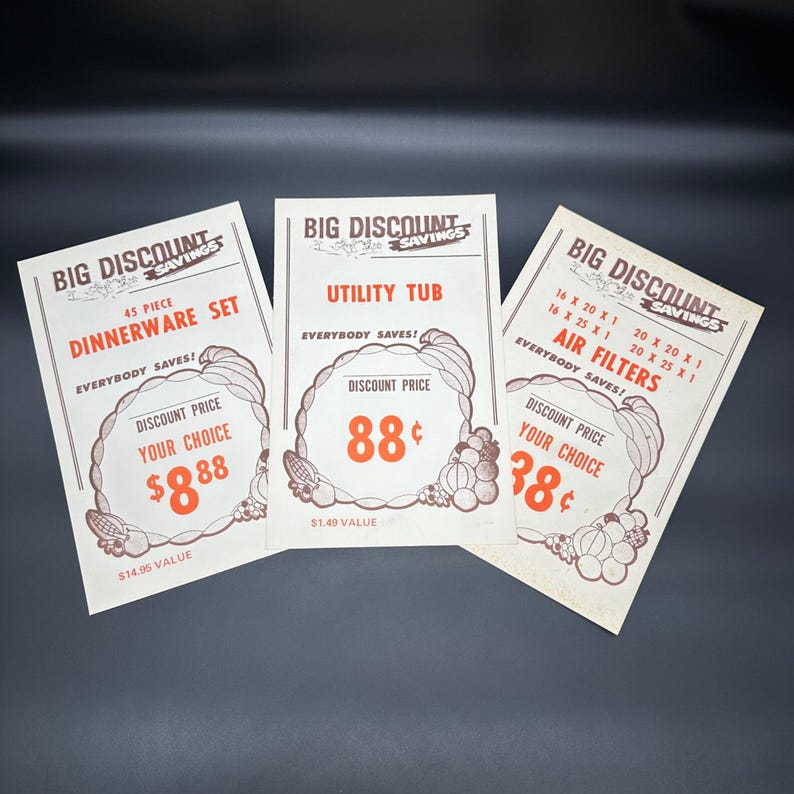 BIG DISCOUNT
SAVINGS
45 PIECE
DINNERWARE SET
EVERYBODY SAVES!
DISCOUNT PRICE
YOUR CHOICE
$8.88
$14.95 VALUE
BIG DISCOUNT
SAVINGS
UTILITY TUB
EVERYBODY SAVES!
DISCOUNT PRICE
88¢
$1.49 VALUE
BIG DISCOUNT
SAVINGS
16 X 20 X 1 20 X 20 X 1
16 X 25 X 1 20 X 25 X 1
AIR FILTERS
EVERYBODY SAVES!
DISCOUNT PRICE
YOUR CHOICE
38¢